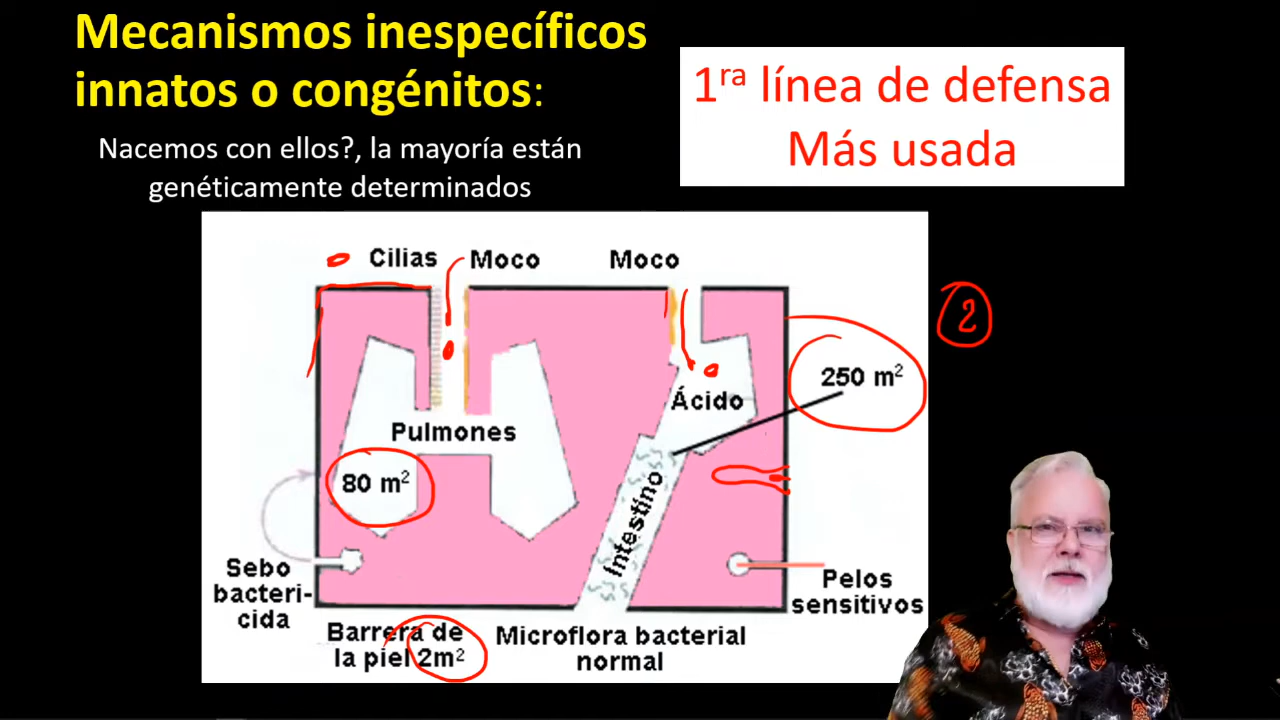 Mecanismos inespecíficos
innatos o congénitos:
Nacemos con ellos?, la mayoría están
genéticamente determinados
1ra línea de defensa
Más usada
Cilias
Moco
Moco
2
250 m²
Ácido
Pulmones
80 m²
Intestino
Sebo
bacteri-
cida
Pelos
sensitivos
Barrera de
la piel 2m²
Microflora bacterial
normal